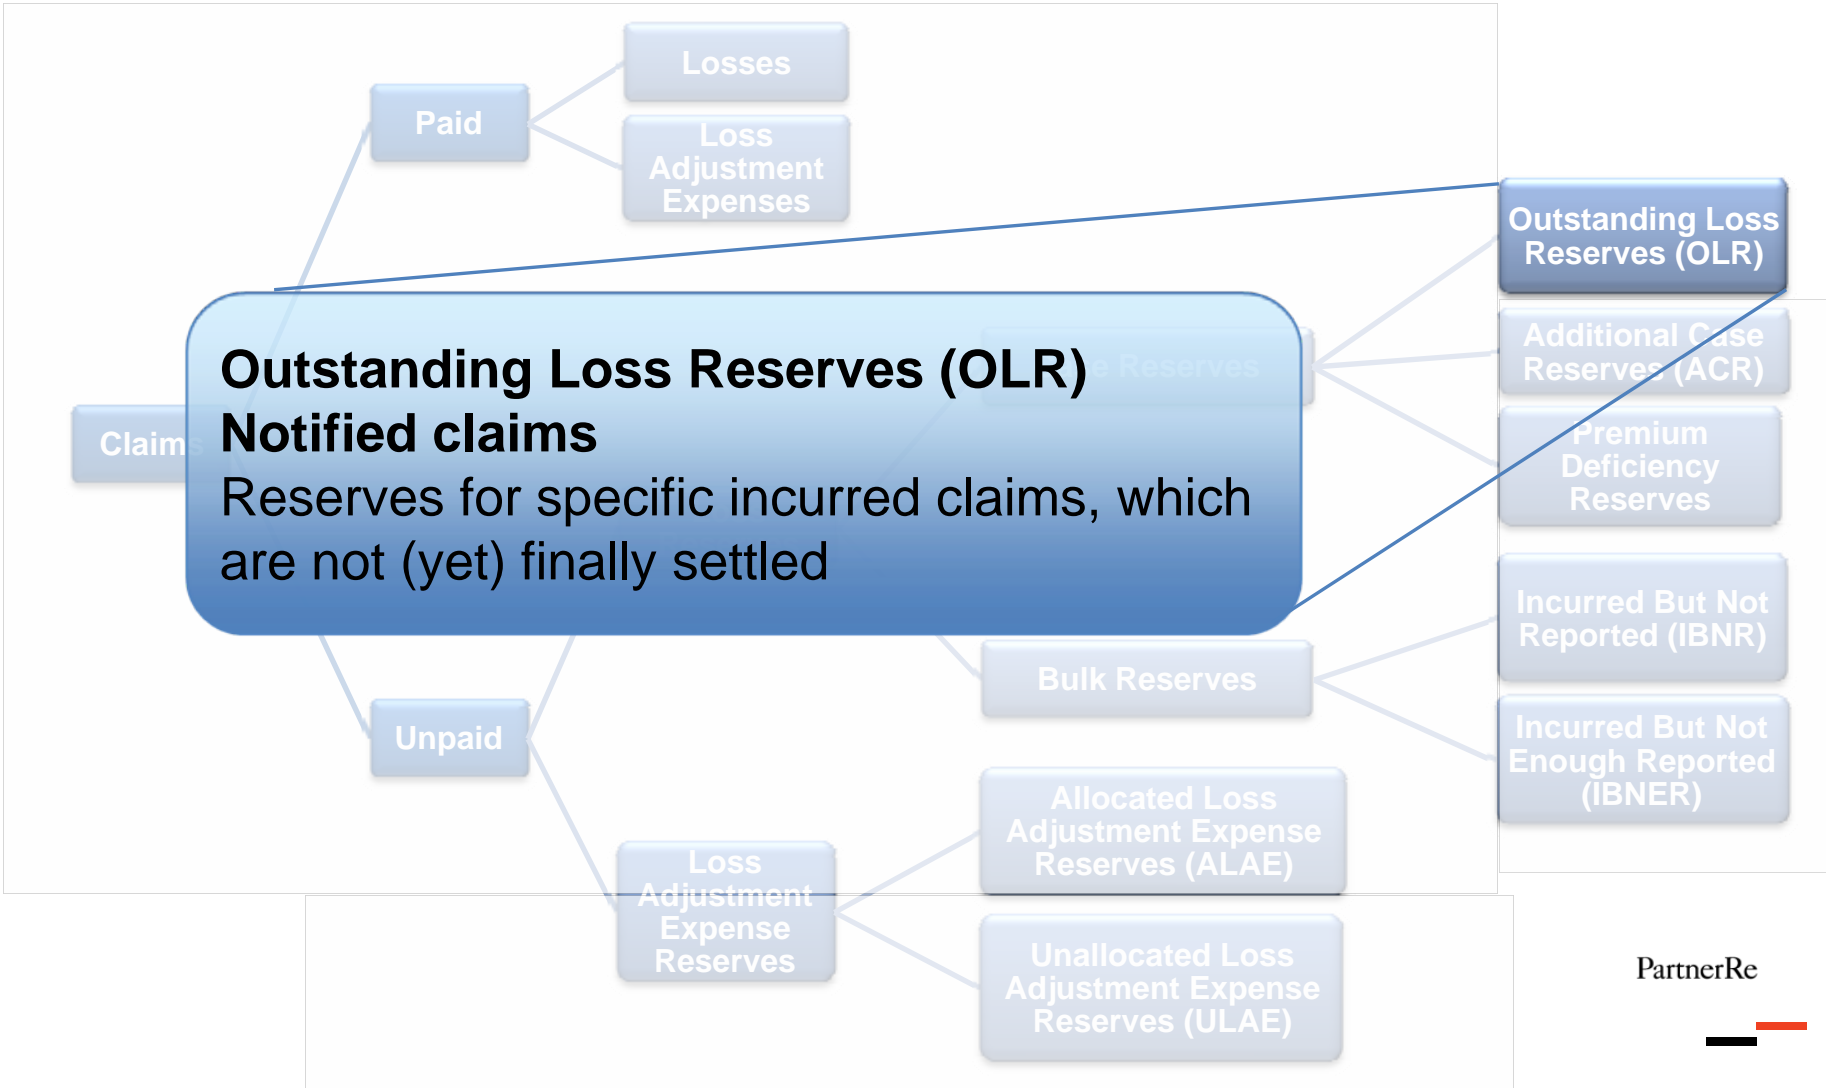 Losses
Paid
Loss
Adjustment
Expenses
Outstanding Loss
Reserves (OLR)
Additional Case
Reserves (ACR)
Reserves
Outstanding Loss Reserves (OLR)
Notified claims
Reserves for specific incurred claims, which
are not (yet) finally settled
Claims
Premium
Deficiency
Reserves
Incurred But Not
Reported (IBNR)
Bulk Reserves
Unpaid
Incurred But Not
Enough Reported
(IBNER)
Allocated Loss
Adjustment Expense
Reserves (ALAE)
Loss
Adjustment
Expense
Reserves
Unallocated Loss
Adjustment Expense
Reserves (ULAE)
PartnerRe